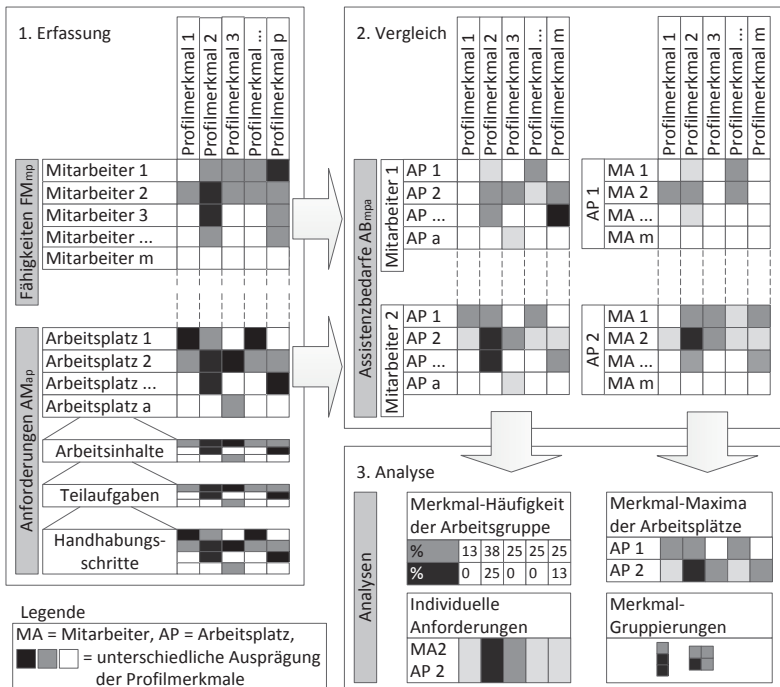 1. Erfassung
Profilmerkmal 1
Profilmerkmal 2
Profilmerkmal 3
Profilmerkmal ...
Profilmerkmal p
Fähigkeiten FMmp
Mitarbeiter 1
Mitarbeiter 2
Mitarbeiter 3
Mitarbeiter ...
Mitarbeiter m
Anforderungen AMap
Arbeitsplatz 1
Arbeitsplatz 2
Arbeitsplatz ...
Arbeitsplatz a
Arbeitsinhalte
Teilaufgaben
Handhabungs-
schritte
2. Vergleich
Profilmerkmal 1
Profilmerkmal 2
Profilmerkmal 3
Profilmerkmal ...
Profilmerkmal m
Profilmerkmal 1
Profilmerkmal 2
Profilmerkmal 3
Profilmerkmal ...
Profilmerkmal m
Assistenzbedarfe ABmpa
Mitarbeiter 1
AP 1
AP 2
AP ...
AP a
Mitarbeiter 2
AP 1
AP 2
AP ...
AP a
AP 1
MA 1
MA 2
MA ...
MA m
AP 2
MA 1
MA 2
MA ...
MA m
3. Analyse
Analysen
Merkmal-Häufigkeit
der Arbeitsgruppe
% 13 38 25 25 25
% 0 25 0 0 13
Individuelle
Anforderungen
MA2
AP 2
Merkmal-Maxima
der Arbeitsplätze
AP 1
AP 2
Merkmal-
Gruppierungen
Legende
MA = Mitarbeiter, AP = Arbeitsplatz,
= unterschiedliche Ausprägung
der Profilmerkmale